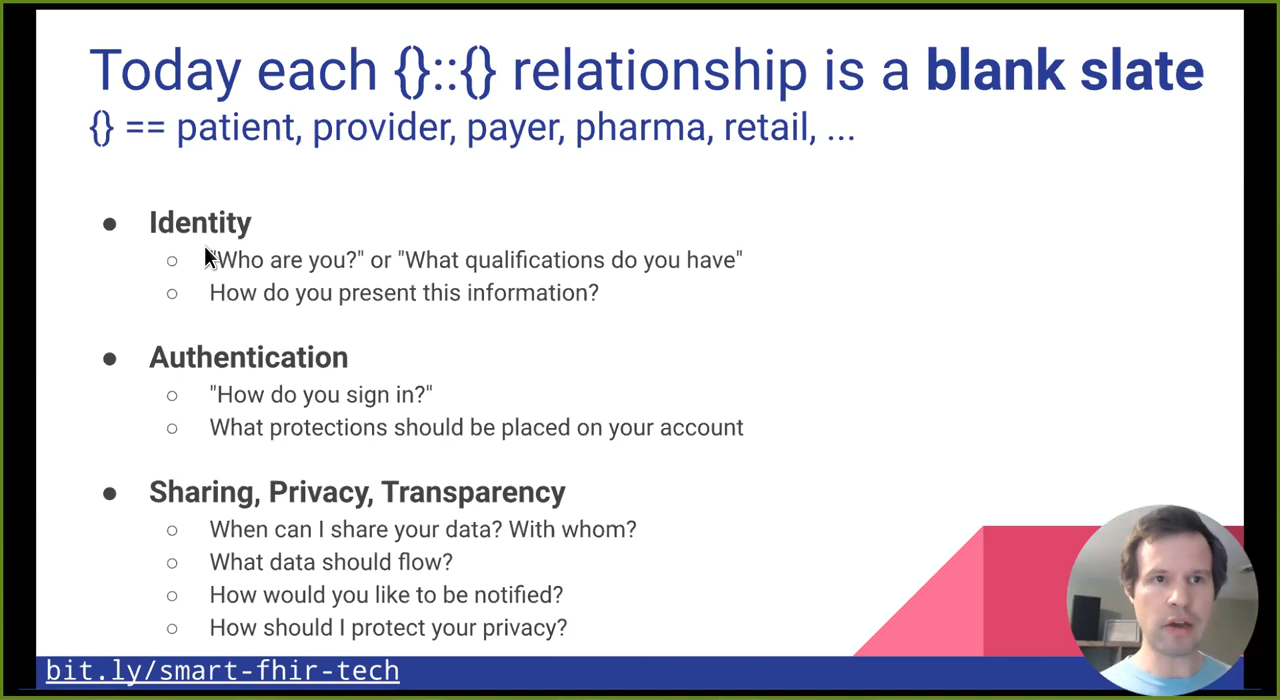 Today each {}::{} relationship is a blank slate
{} == patient, provider, payer, pharma, retail, ...
● Identity
○ "Who are you?" or "What qualifications do you have"
○ How do you present this information?
● Authentication
○ "How do you sign in?"
○ What protections should be placed on your account
● Sharing, Privacy, Transparency
○ When can I share your data? With whom?
○ What data should flow?
○ How would you like to be notified?
○ How should I protect your privacy?
bit.ly/smart-fhir-tech